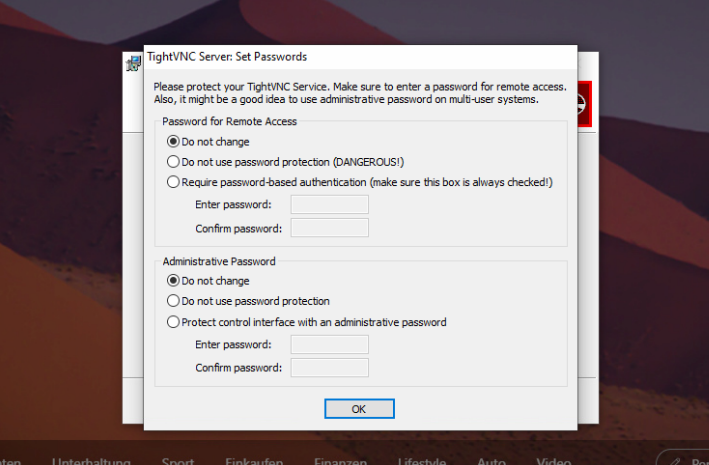 TightVNC Server: Set Passwords
Please protect your TightVNC Service. Make sure to enter a password for remote access.
Also, it might be a good idea to use administrative password on multi-user systems.
Password for Remote Access
Do not change
Do not use password protection (DANGEROUS!)
Require password-based authentication (make sure this box is always checked!)
Enter password:
Confirm password:
Administrative Password
Do not change
Do not use password protection
Protect control interface with an administrative password
Enter password:
Confirm password:
OK
Unterhaltung Sport Einkaufen Finanzen Lifestyle Auto Video